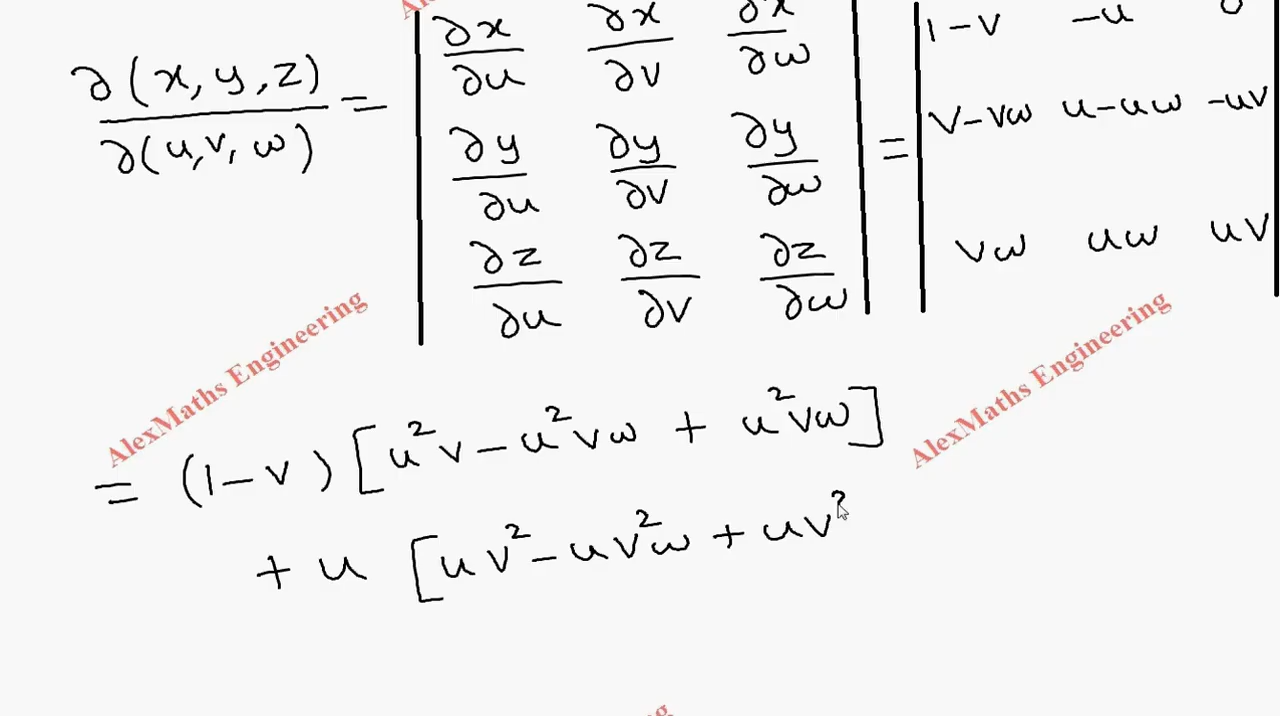 ∂x/∂u ∂x/∂v ∂x/∂w 1-v -u 0
∂(x,y,z)/∂(u,v,w) = ∂y/∂u ∂y/∂v ∂y/∂w = v-vw u-uw -uv
∂z/∂u ∂z/∂v ∂z/∂w vw uw uv
AlexMaths Engineering
AlexMaths Engineering
= (1-v) [u²v - u²vw + u²vw]
+ u [uv² - uv²w + uv²